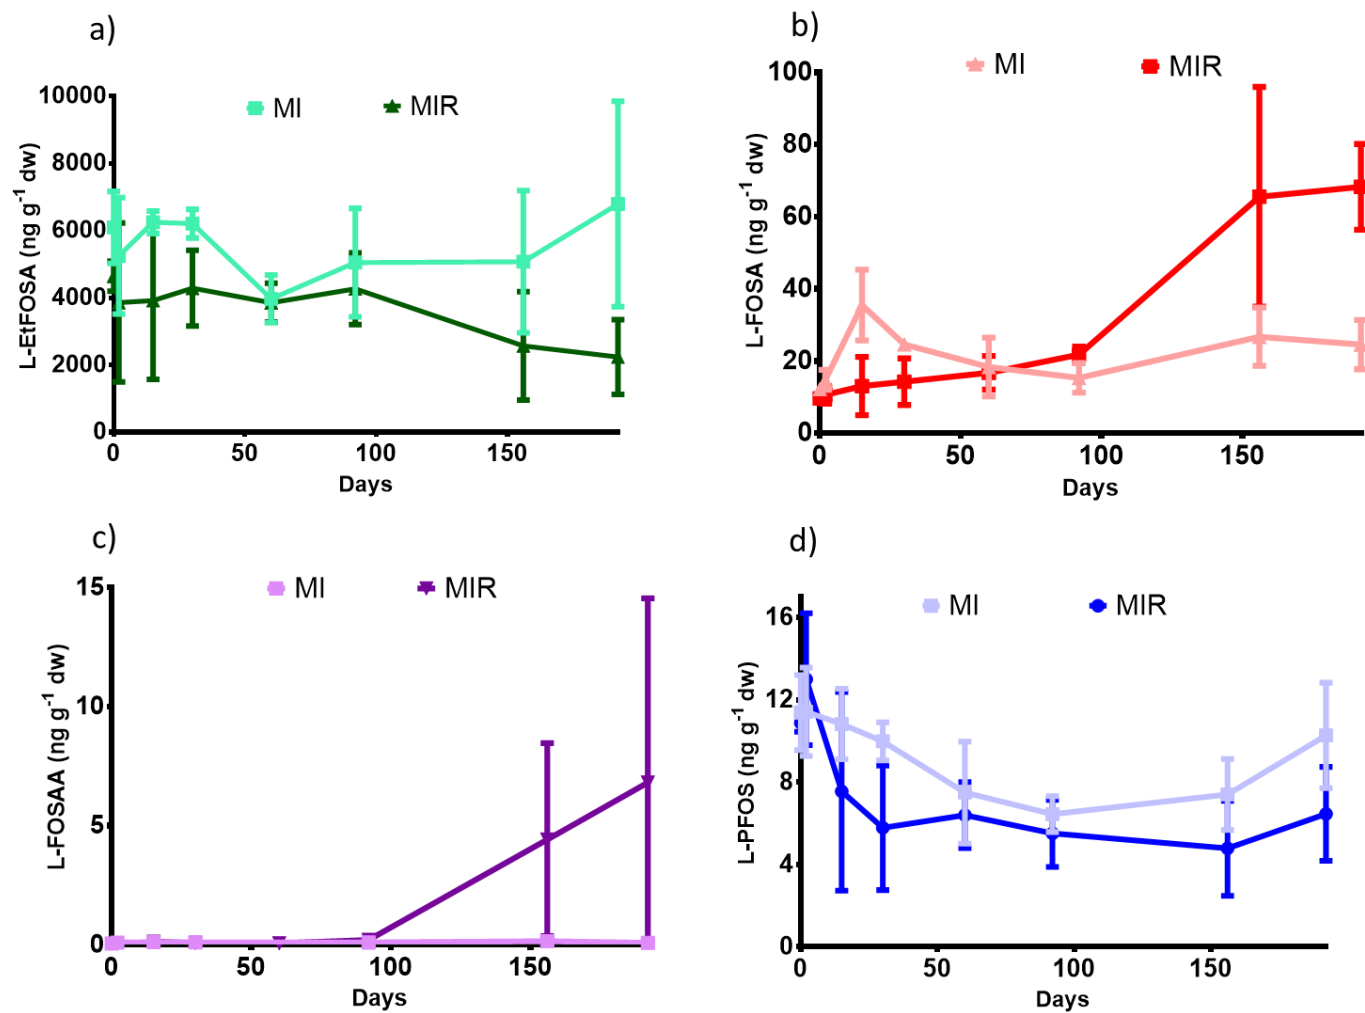 a)
MI
MIR
L-EtFOSA (ng g⁻¹ dw)
10000
8000
6000
4000
2000
0
0 50 100 150
Days
b)
MI
MIR
L-FOSA (ng g⁻¹ dw)
100
80
60
40
20
0
0 50 100 150
Days
c)
MI
MIR
L-FOSAA (ng g⁻¹ dw)
15
10
5
0
0 50 100 150
Days
d)
MI
MIR
L-PFOS (ng g⁻¹ dw)
16
12
8
4
0
0 50 100 150
Days